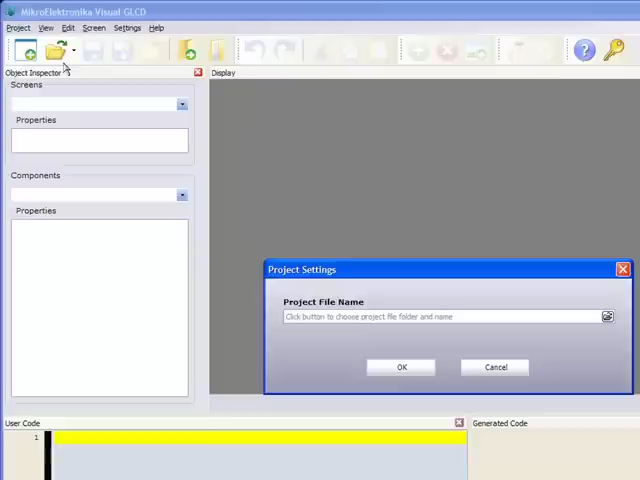 MikroElektronika Visual GLCD
Project View Edit Screen Settings Help
Object Inspector
Display
Screens
Properties
Components
Properties
Project Settings
Project File Name
Click button to choose project file folder and name
OK Cancel
User Code
Generated Code
1